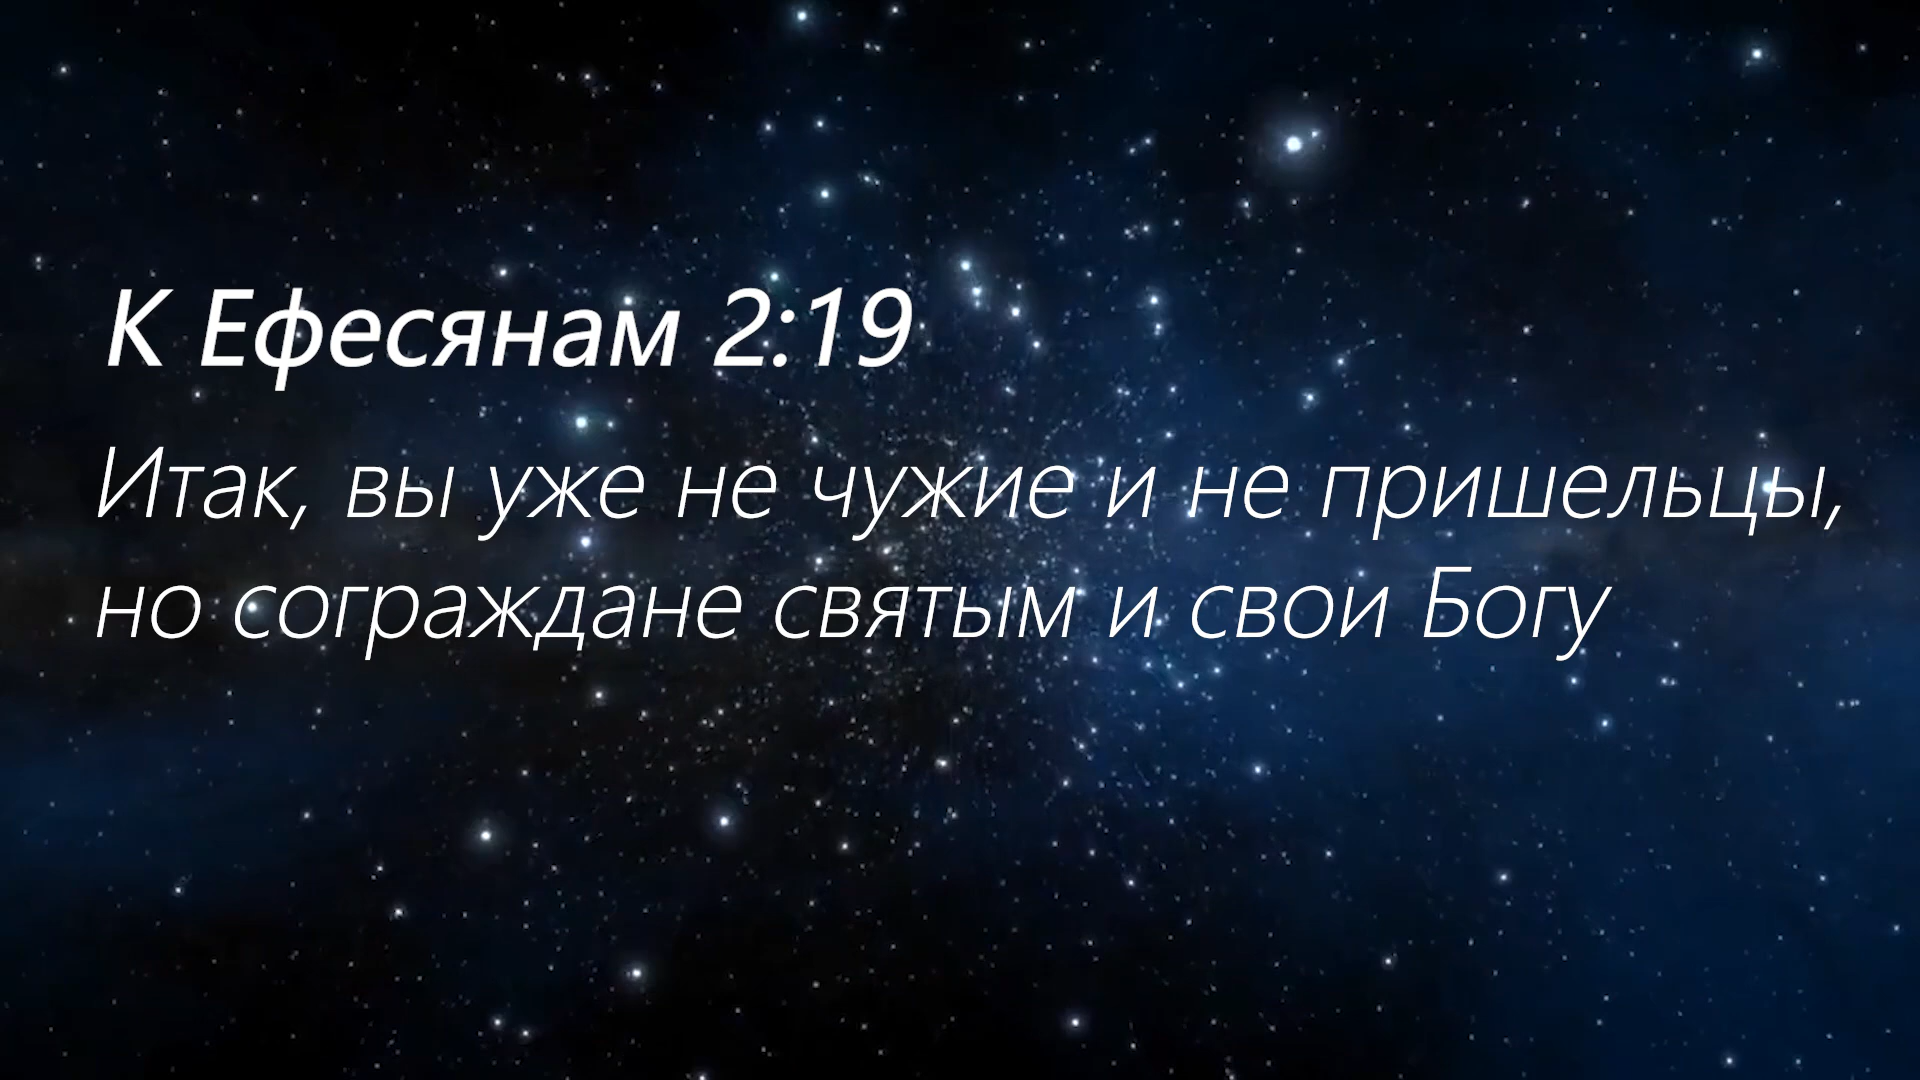 К Ефесянам 2:19
Итак, вы уже не чужие и не пришельцы,
но сограждане святым и свои Богу